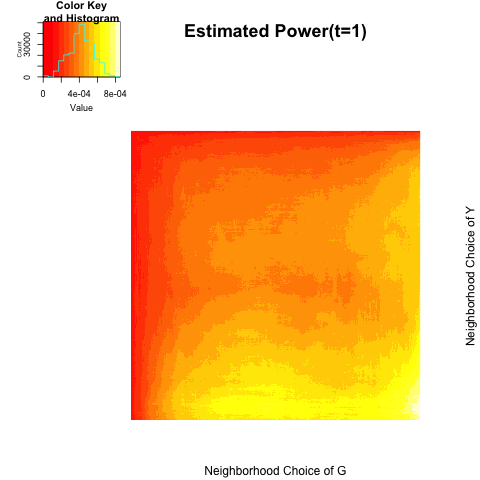 Color Key
and Histogram
Estimated Power(t=1)
Count
0 30000
0 4e-04 8e-04
Value
Neighborhood Choice of Y
Neighborhood Choice of G